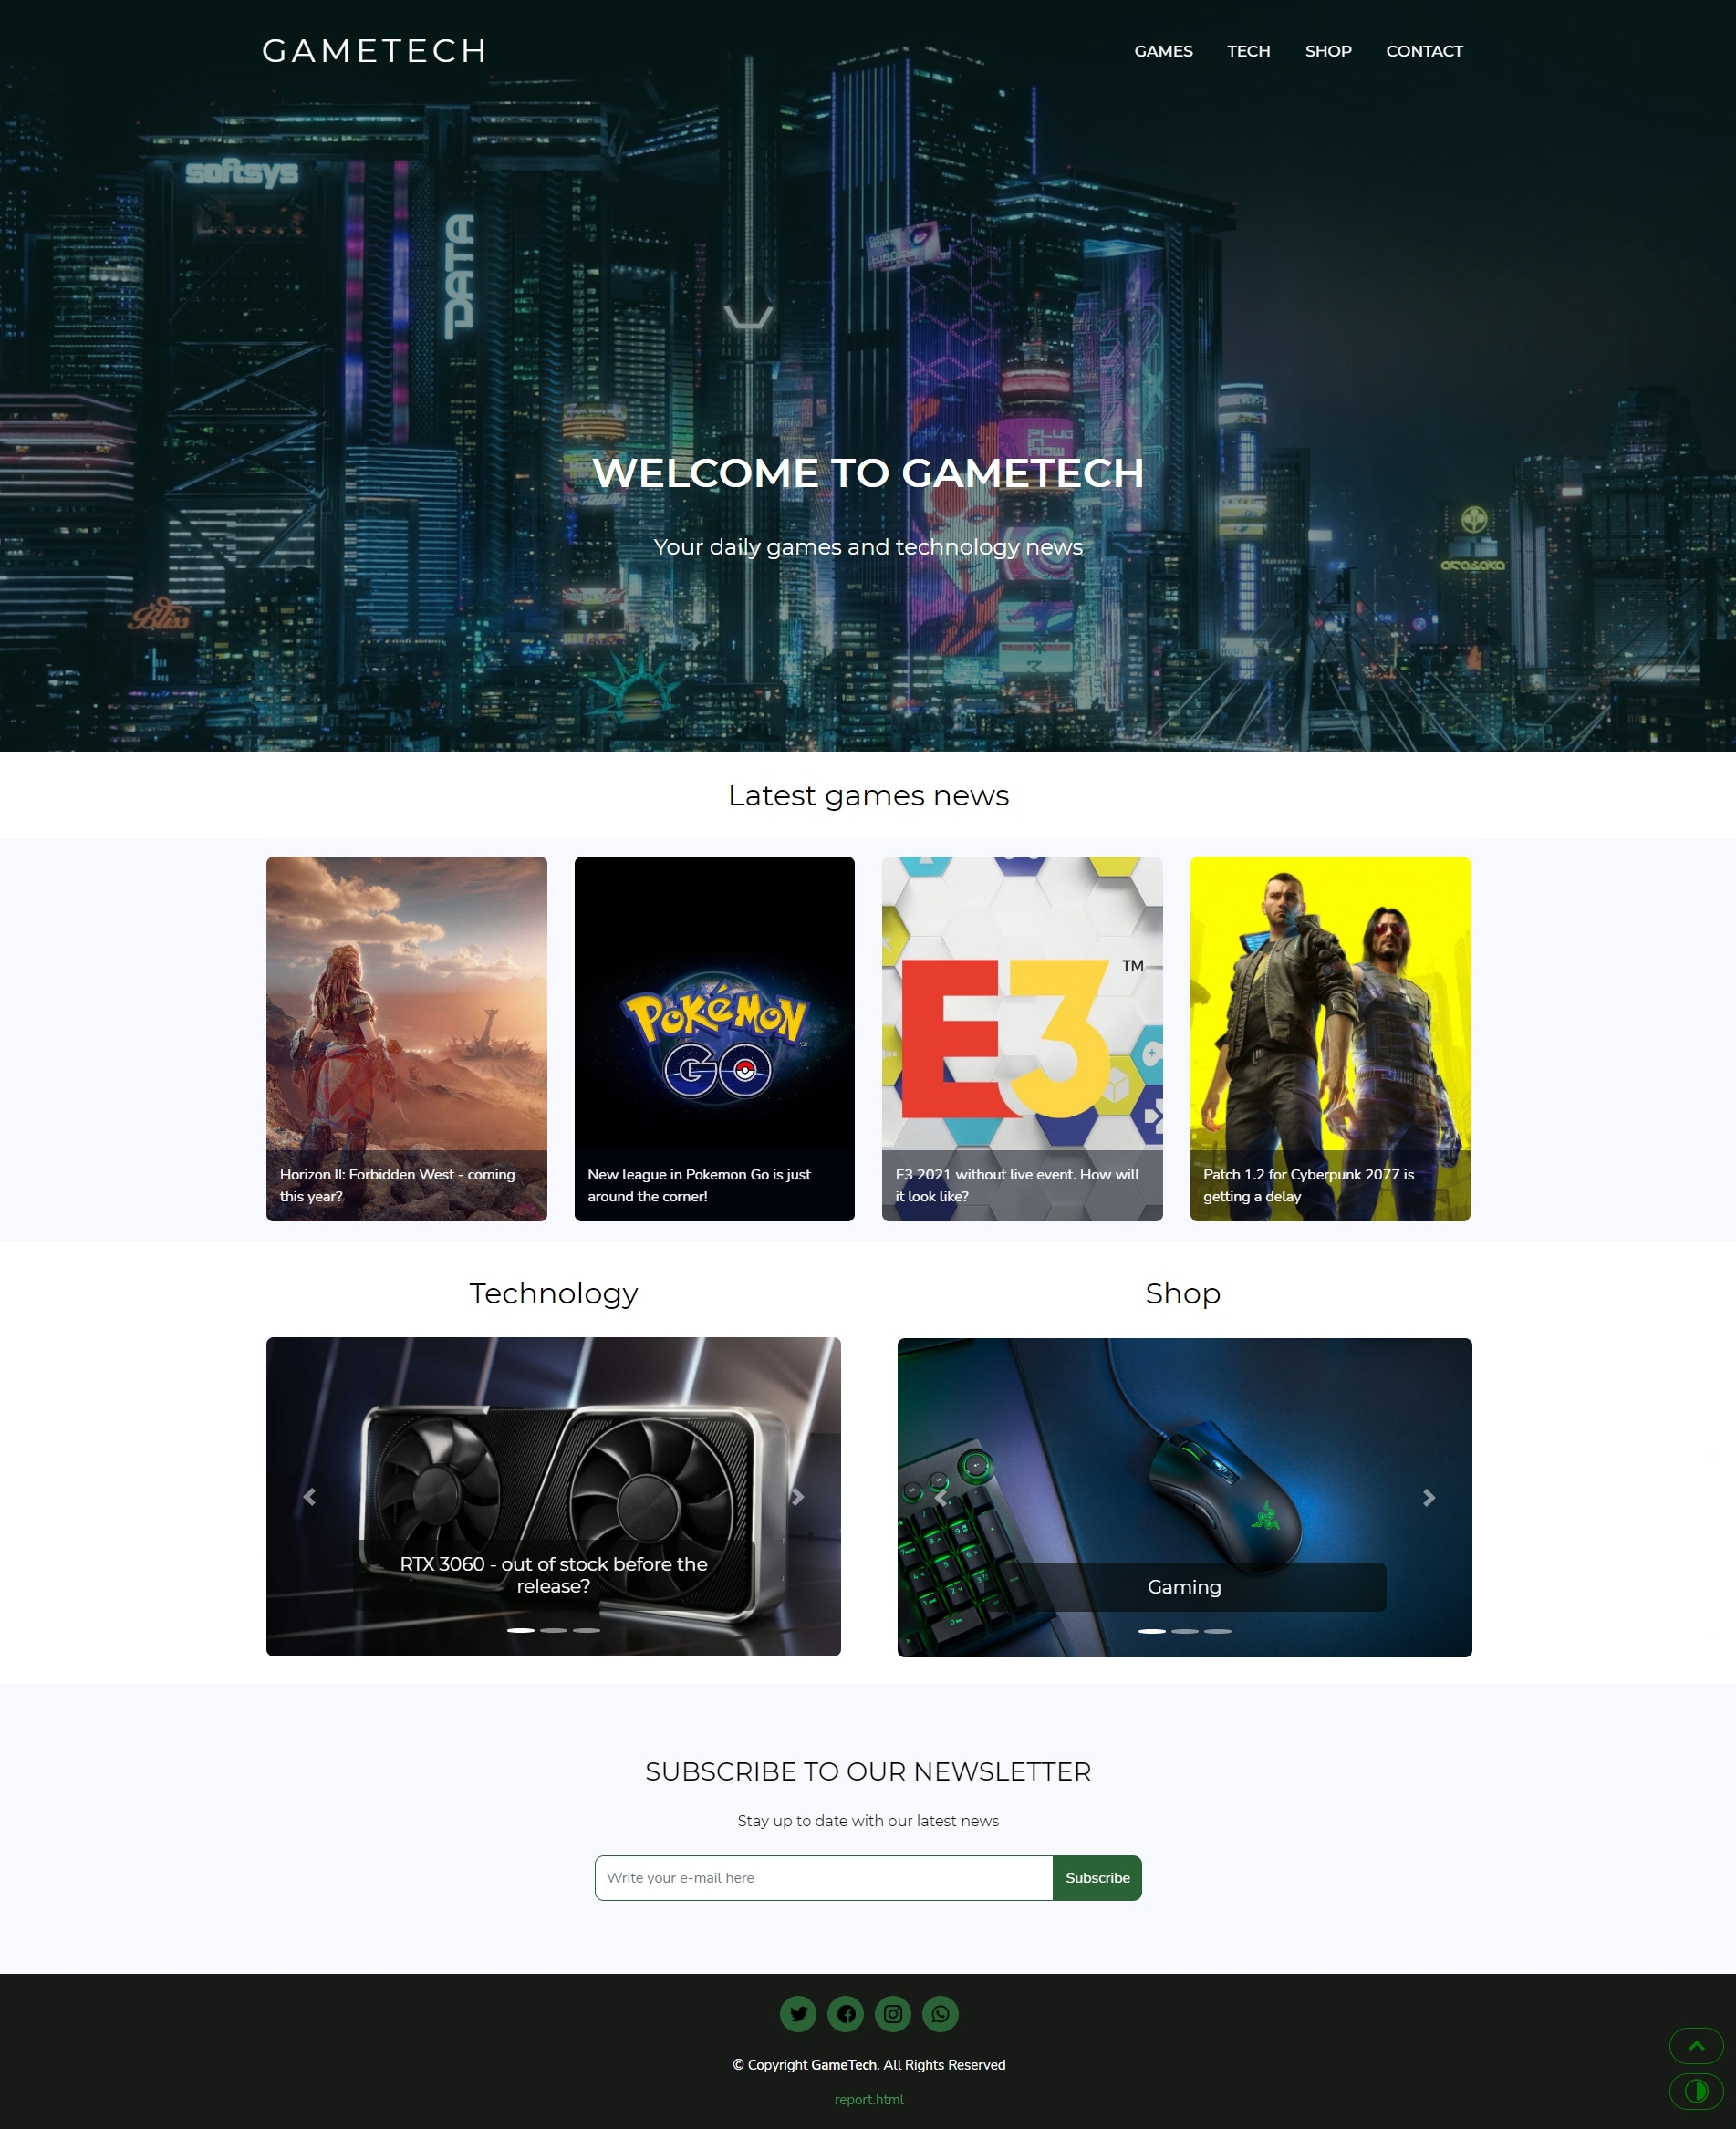 GAMETECH
GAMES TECH SHOP CONTACT
softsys
DATA
WELCOME TO GAMETECH
Your daily games and technology news
arasaka
Bliss
Latest games news
POKéMON
GO
E3
TM
Horizon II: Forbidden West - coming
this year?
New league in Pokemon Go is just
around the corner!
E3 2021 without live event. How will
it look like?
Patch 1.2 for Cyberpunk 2077 is
getting a delay
Technology
Shop
RTX 3060 - out of stock before the
release?
Gaming
SUBSCRIBE TO OUR NEWSLETTER
Stay up to date with our latest news
Write your e-mail here
Subscribe
© Copyright GameTech. All Rights Reserved
report.html